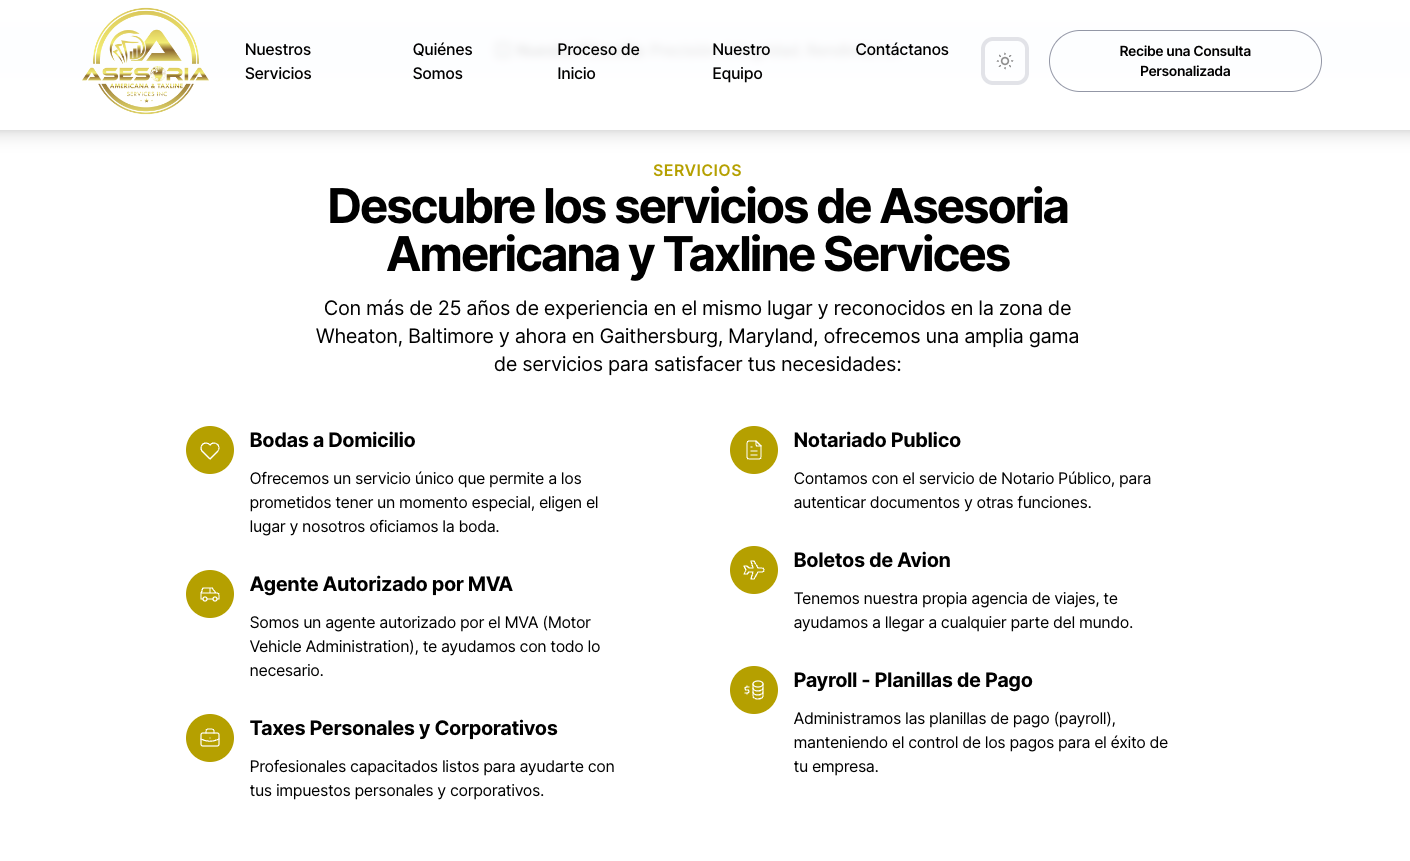 ASESORIA
AMERICANA & TAXLINE
SERVICES INC
Nuestros
Servicios
Quiénes
Somos
Proceso de
Inicio
Nuestro
Equipo
Contáctanos
Recibe una Consulta
Personalizada
SERVICIOS
Descubre los servicios de Asesoria
Americana y Taxline Services
Con más de 25 años de experiencia en el mismo lugar y reconocidos en la zona de
Wheaton, Baltimore y ahora en Gaithersburg, Maryland, ofrecemos una amplia gama
de servicios para satisfacer tus necesidades:
Bodas a Domicilio
Ofrecemos un servicio único que permite a los
prometidos tener un momento especial, eligen el
lugar y nosotros oficiamos la boda.
Agente Autorizado por MVA
Somos un agente autorizado por el MVA (Motor
Vehicle Administration), te ayudamos con todo lo
necesario.
Taxes Personales y Corporativos
Profesionales capacitados listos para ayudarte con
tus impuestos personales y corporativos.
Notariado Publico
Contamos con el servicio de Notario Público, para
autenticar documentos y otras funciones.
Boletos de Avion
Tenemos nuestra propia agencia de viajes, te
ayudamos a llegar a cualquier parte del mundo.
Payroll - Planillas de Pago
Administramos las planillas de pago (payroll),
manteniendo el control de los pagos para el éxito de
tu empresa.